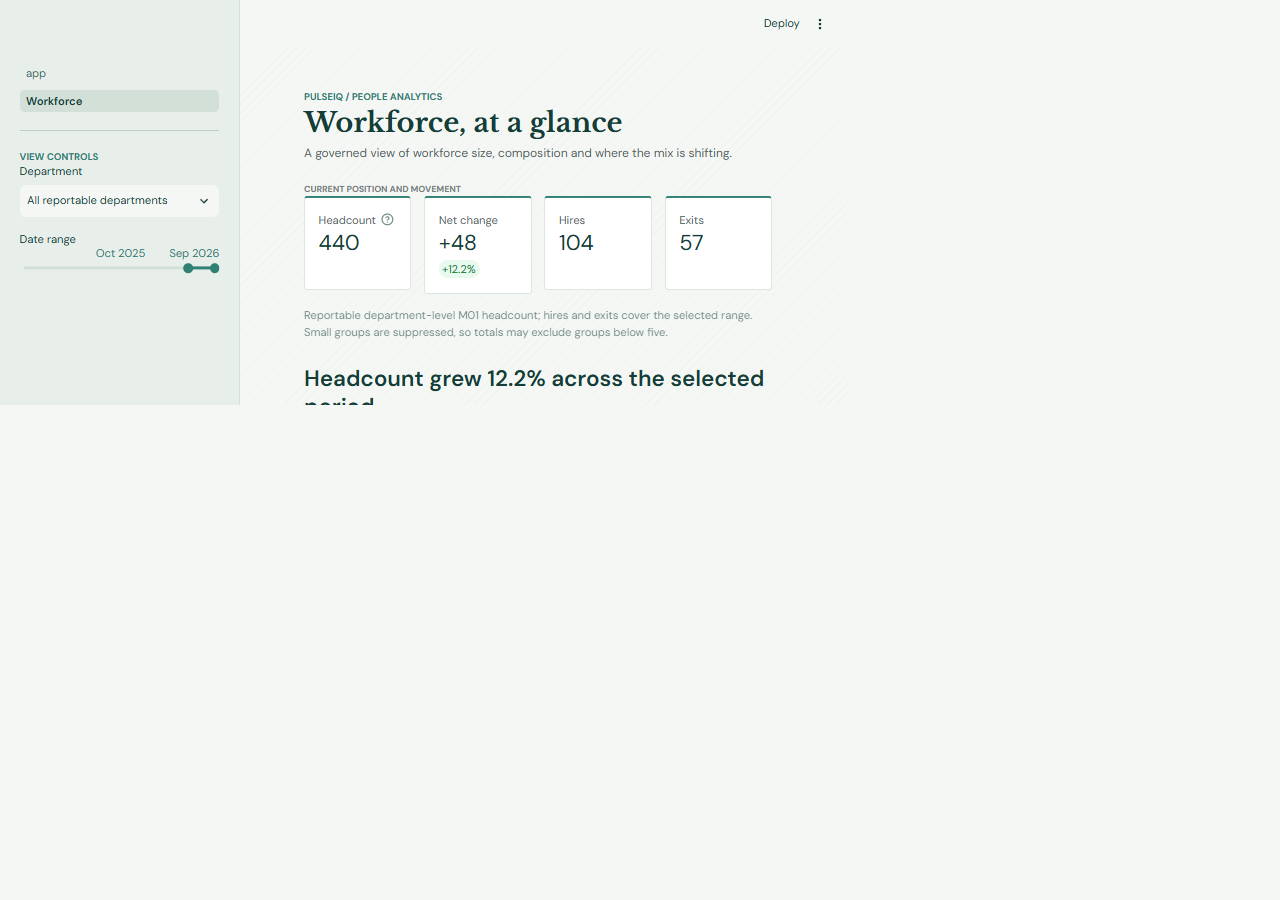 Deploy
app
Workforce
VIEW CONTROLS
Department
All reportable departments
Date range
Oct 2025 Sep 2026
PULSEIQ / PEOPLE ANALYTICS
Workforce, at a glance
A governed view of workforce size, composition and where the mix is shifting.
CURRENT POSITION AND MOVEMENT
Headcount
440
Net change
+48
+12.2%
Hires
104
Exits
57
Reportable department-level M01 headcount; hires and exits cover the selected range.
Small groups are suppressed, so totals may exclude groups below five.
Headcount grew 12.2% across the selected
period